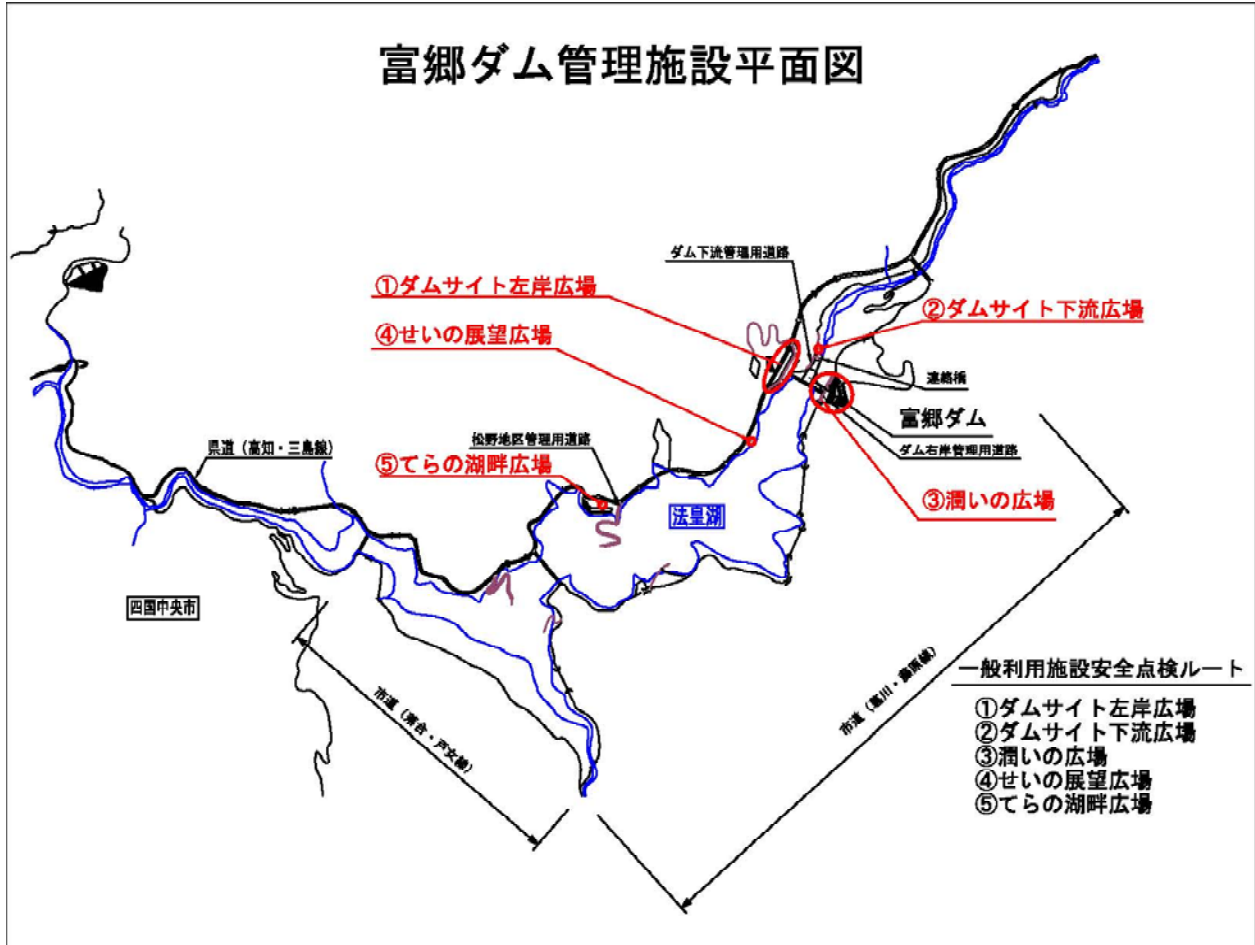 富郷ダム管理施設平面図
ダム下流管理用道路
①ダムサイト左岸広場
②ダムサイト下流広場
④せいの展望広場
連絡橋
富郷ダム
松野地区管理用道路
ダム右岸管理用道路
県道（高知・三島線）
⑤てらの湖畔広場
③潤いの広場
法皇湖
四国中央市
一般利用施設安全点検ルート
①ダムサイト左岸広場
②ダムサイト下流広場
③潤いの広場
④せいの展望広場
⑤てらの湖畔広場